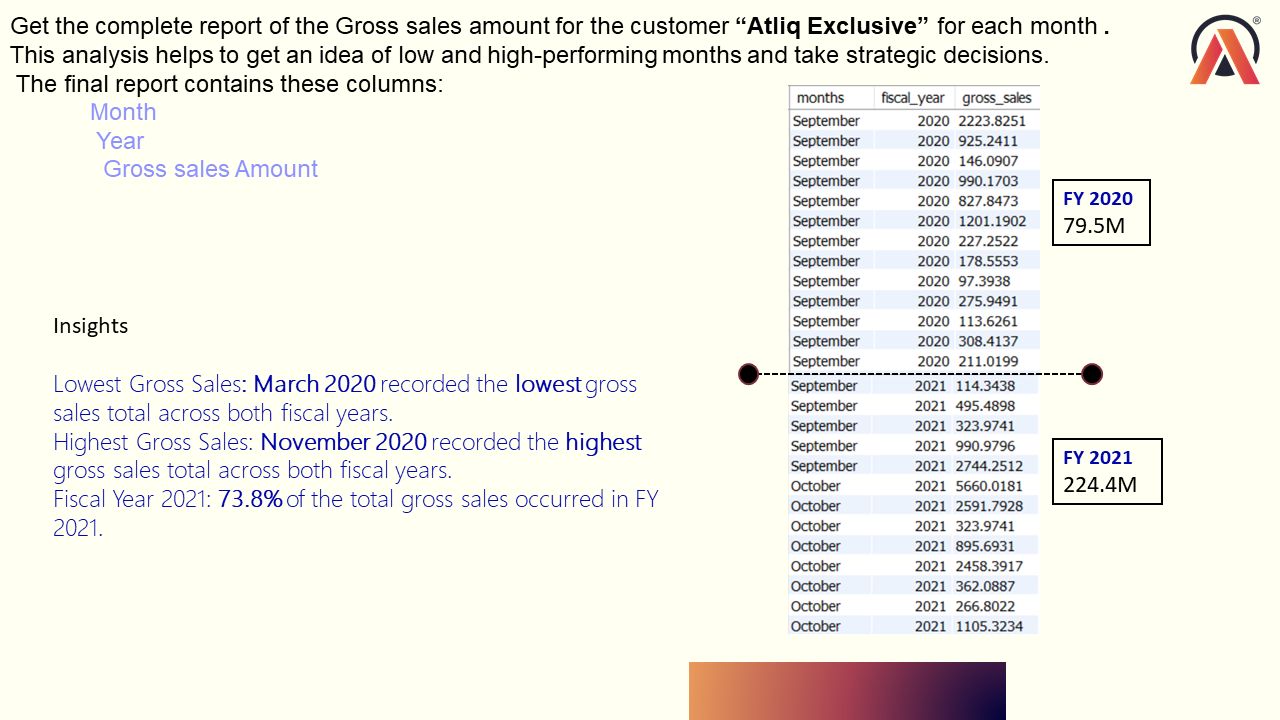 Get the complete report of the Gross sales amount for the customer “Atliq Exclusive” for each month .
This analysis helps to get an idea of low and high-performing months and take strategic decisions.
The final report contains these columns:
Month
Year
Gross sales Amount
Insights
Lowest Gross Sales: March 2020 recorded the lowest gross
sales total across both fiscal years.
Highest Gross Sales: November 2020 recorded the highest
gross sales total across both fiscal years.
Fiscal Year 2021: 73.8% of the total gross sales occurred in FY
2021.
months fiscal_year gross_sales
September 2020 2223.8251
September 2020 925.2411
September 2020 146.0907
September 2020 990.1703
September 2020 827.8473
September 2020 1201.1902
September 2020 227.2522
September 2020 178.5553
September 2020 97.3938
September 2020 275.9491
September 2020 113.6261
September 2020 308.4137
September 2020 211.0199
September 2021 114.3438
September 2021 495.4898
September 2021 323.9741
September 2021 990.9796
September 2021 2744.2512
October 2021 5660.0181
October 2021 2591.7928
October 2021 323.9741
October 2021 895.6931
October 2021 2458.3917
October 2021 362.0887
October 2021 266.8022
October 2021 1105.3234
FY 2020
79.5M
FY 2021
224.4M
®